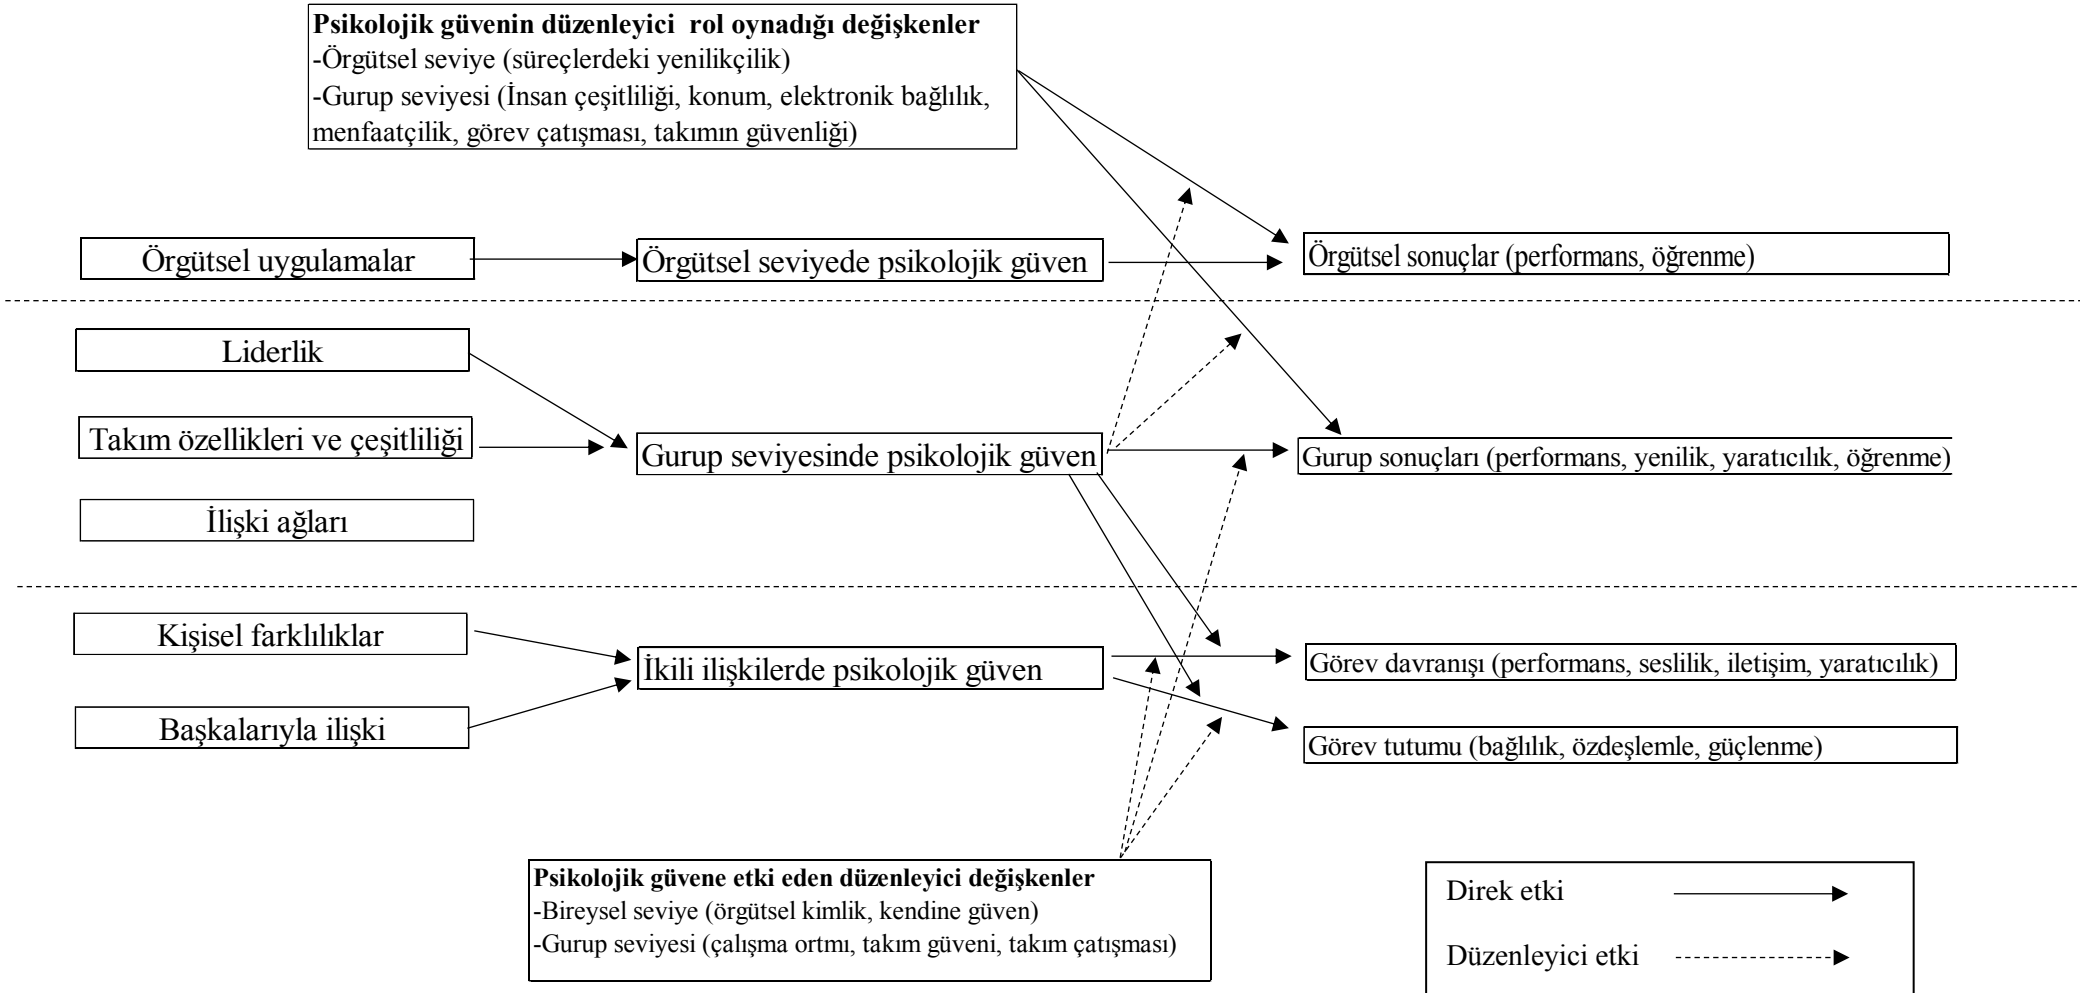 Psikolojik güvenin düzenleyici rol oynadığı değişkenler
-Örgütsel seviye (süreçlerdeki yenilikçilik)
-Gurup seviyesi (İnsan çeşitliliği, konum, elektronik bağlılık,
menfaatçilik, görev çatışması, takımın güvenliği)
Örgütsel uygulamalar
Örgütsel seviyede psikolojik güven
Örgütsel sonuçlar (performans, öğrenme)
Liderlik
Takım özellikleri ve çeşitliliği
Gurup seviyesinde psikolojik güven
Gurup sonuçları (performans, yenilik, yaratıcılık, öğrenme)
İlişki ağları
Kişisel farklılıklar
İkili ilişkilerde psikolojik güven
Görev davranışı (performans, seslilik, iletişim, yaratıcılık)
Başkalarıyla ilişki
Görev tutumu (bağlılık, özdeşlemle, güçlenme)
Psikolojik güvene etki eden düzenleyici değişkenler
-Bireysel seviye (örgütsel kimlik, kendine güven)
-Gurup seviyesi (çalışma ortmı, takım güveni, takım çatışması)
Direk etki
Düzenleyici etki